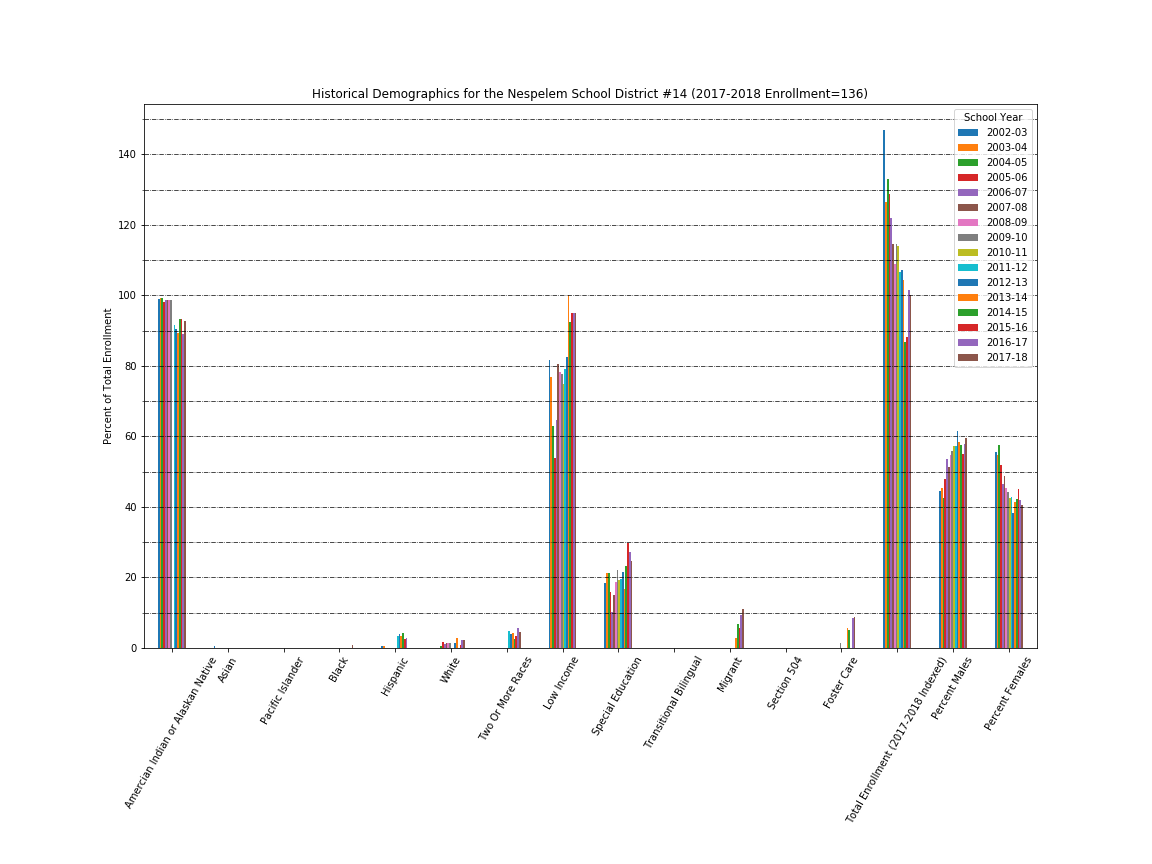 Historical Demographics for the Nespelem School District #14 (2017-2018 Enrollment=136)
Percent of Total Enrollment
140
120
100
80
60
40
20
0
School Year
2002-03
2003-04
2004-05
2005-06
2006-07
2007-08
2008-09
2009-10
2010-11
2011-12
2012-13
2013-14
2014-15
2015-16
2016-17
2017-18
Amercian Indian or Alaskan Native
Asian
Pacific Islander
Black
Hispanic
White
Two Or More Races
Low Income
Special Education
Transitional Bilingual
Migrant
Section 504
Foster Care
Total Enrollment (2017-2018 Indexed)
Percent Males
Percent Females